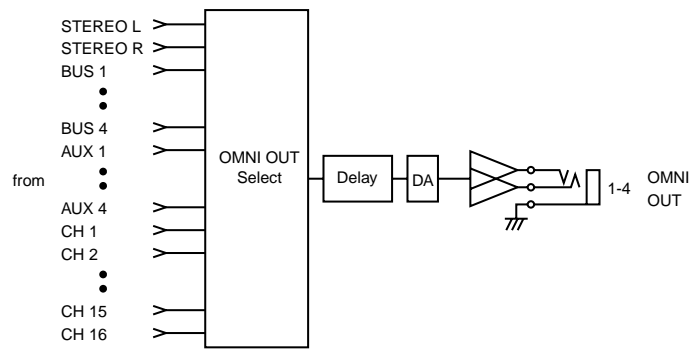 STEREO L
STEREO R
BUS 1
BUS 4
AUX 1
from
AUX 4
CH 1
CH 2
CH 15
CH 16
OMNI OUT
Select
Delay
DA
1-4
OMNI
OUT